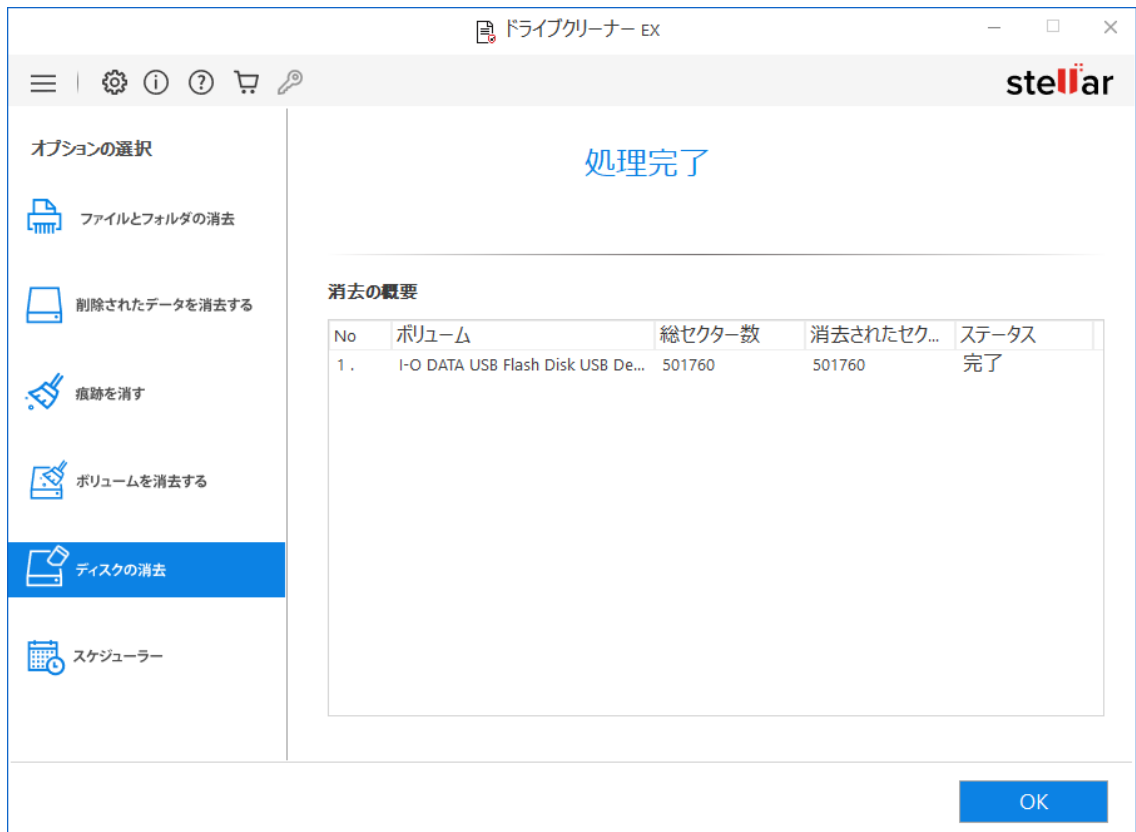 ドライブクリーナー EX
stellar
オプションの選択
ファイルとフォルダの消去
削除されたデータを消去する
痕跡を消す
ボリュームを消去する
ディスクの消去
スケジューラー
処理完了
消去の概要
No ボリューム 総セクター数 消去されたセク... ステータス
1 . I-O DATA USB Flash Disk USB De... 501760 501760 完了
OK